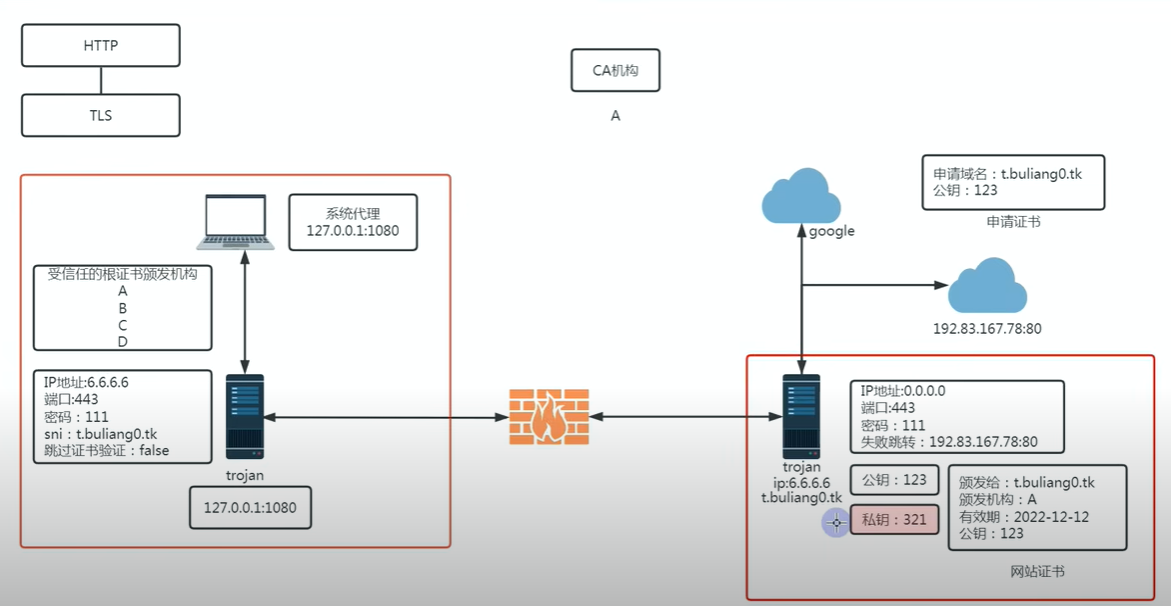 HTTP
TLS
CA机构
A
系统代理
127.0.0.1:1080
受信任的根证书颁发机构
A
B
C
D
IP地址:6.6.6.6
端口:443
密码：111
sni：t.buliang0.tk
跳过证书验证：false
trojan
127.0.0.1:1080
google
申请域名：t.buliang0.tk
公钥：123
申请证书
192.83.167.78:80
trojan
ip:6.6.6.6
t.buliang0.tk
IP地址:0.0.0.0
端口:443
密码：111
失败跳转：192.83.167.78:80
公钥：123
私钥：321
颁发给：t.buliang0.tk
颁发机构：A
有效期：2022-12-12
公钥：123
网站证书